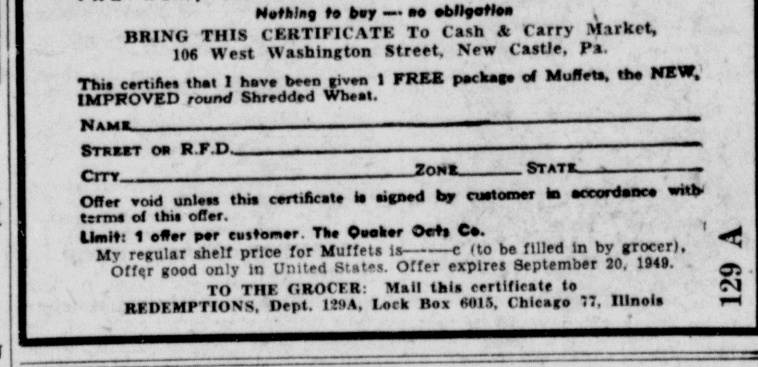 Nothing to buy — no obligation
BRING THIS CERTIFICATE To Cash & Carry Market,
106 West Washington Street, New Castle, Pa.
This certifies that I have been given 1 FREE package of Muffets, the NEW,
IMPROVED round Shredded Wheat.
NAME
STREET OR R.F.D.
CITY ZONE STATE
Offer void unless this certificate is signed by customer in accordance with
terms of this offer.
Limit: 1 offer per customer. The Quaker Oats Co.
My regular shelf price for Muffets is——c (to be filled in by grocer).
Offer good only in United States. Offer expires September 20, 1949.
TO THE GROCER: Mail this certificate to
REDEMPTIONS, Dept. 129A, Lock Box 6015, Chicago 77, Illnois
129 A